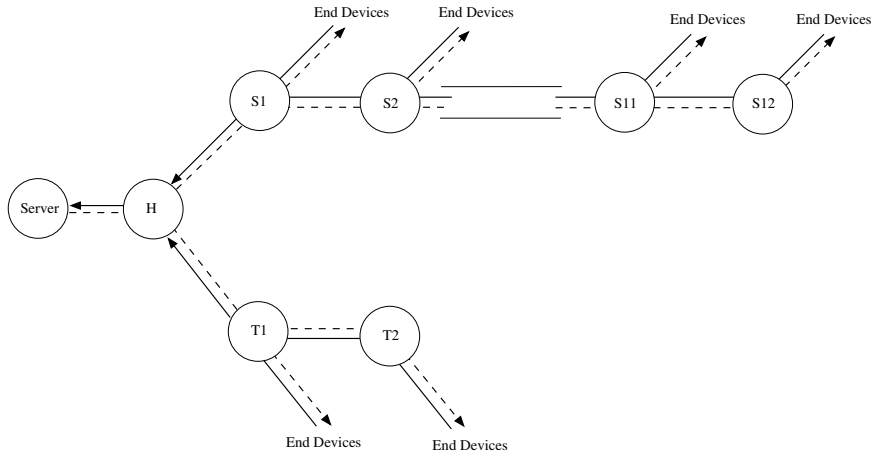 End Devices
End Devices
End Devices
End Devices
S1
S2
S11
S12
Server
H
T1
T2
End Devices
End Devices